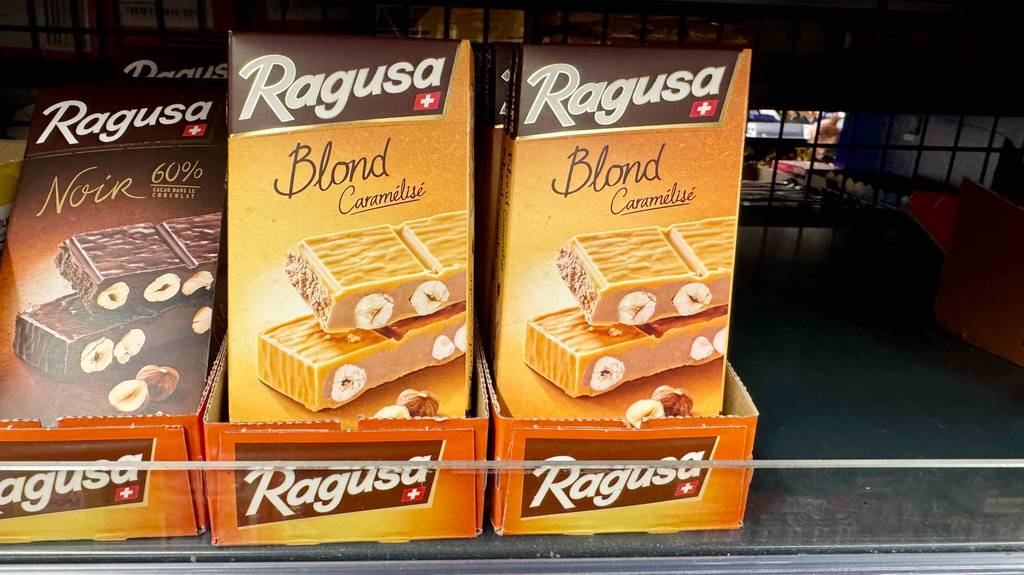 Ragusa
Ragusa
Noir 60%
CACAO DANS LE
CHOCOLAT
Ragusa
Blond
Caramélisé
Ragusa
Blond
Caramélisé
Ragusa
Ragusa
Ragusa